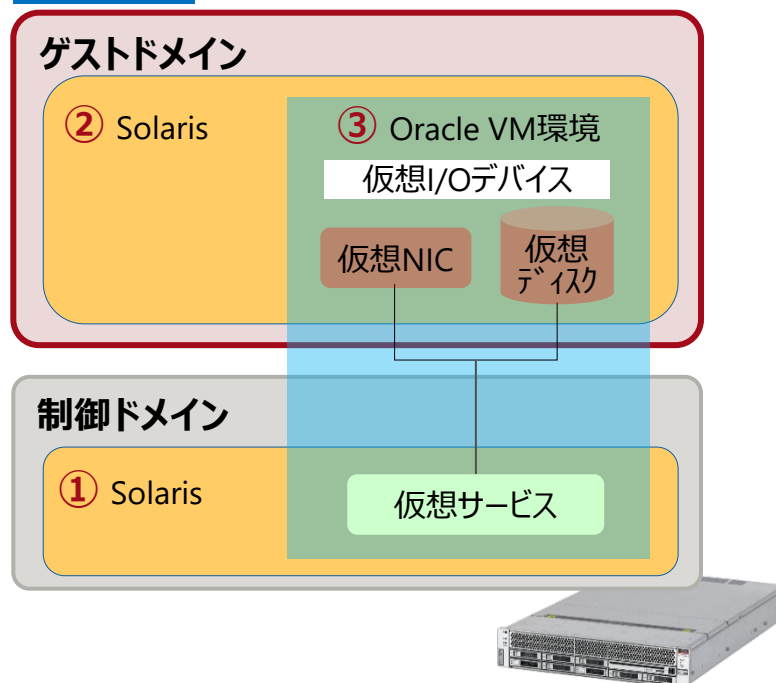 ゲストドメイン
② Solaris
③ Oracle VM環境
仮想I/Oデバイス
仮想NIC
仮想
ディスク
制御ドメイン
① Solaris
仮想サービス